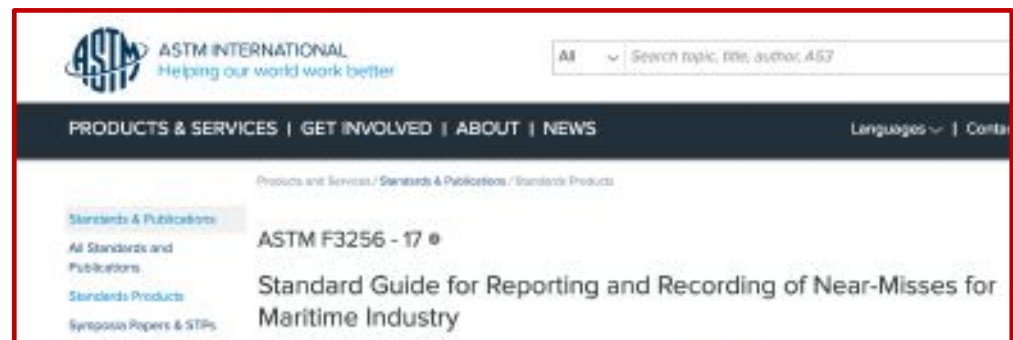 ASTM
ASTM INTERNATIONAL
Helping our world work better
All
Search topic, title, author, A53
PRODUCTS & SERVICES | GET INVOLVED | ABOUT | NEWS
Languages | Conta
Products and Services / Standards & Publications / Standards Products
Standards & Publications
All Standards and
Publications
Standards Products
Symposia Papers & STPs
ASTM F3256 - 17
Standard Guide for Reporting and Recording of Near-Misses for
Maritime Industry